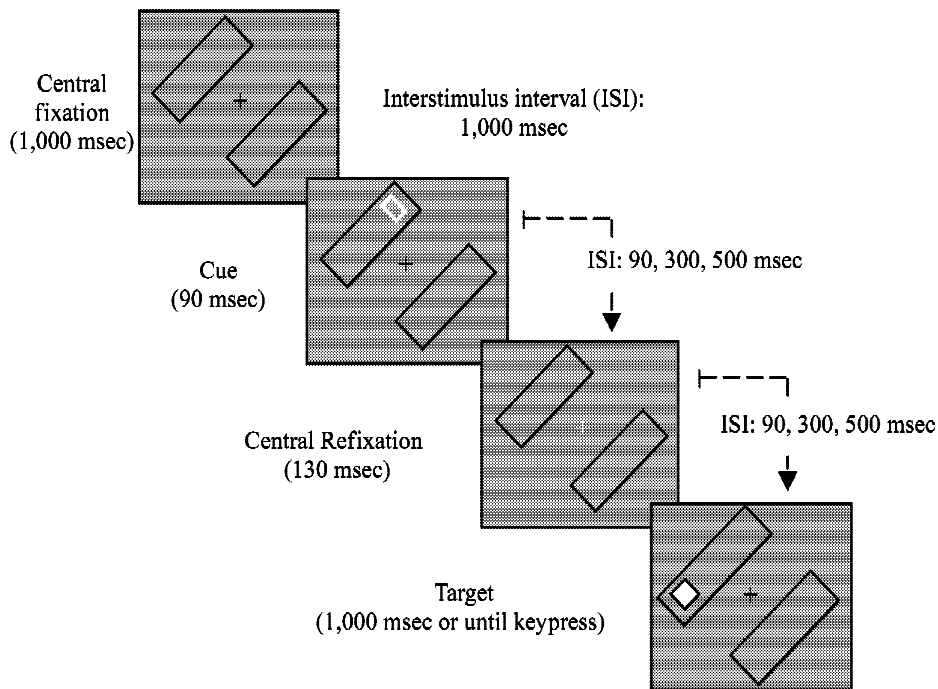 Central
fixation
(1,000 msec)
Interstimulus interval (ISI):
1,000 msec
Cue
(90 msec)
ISI: 90, 300, 500 msec
Central Refixation
(130 msec)
ISI: 90, 300, 500 msec
Target
(1,000 msec or until keypress)